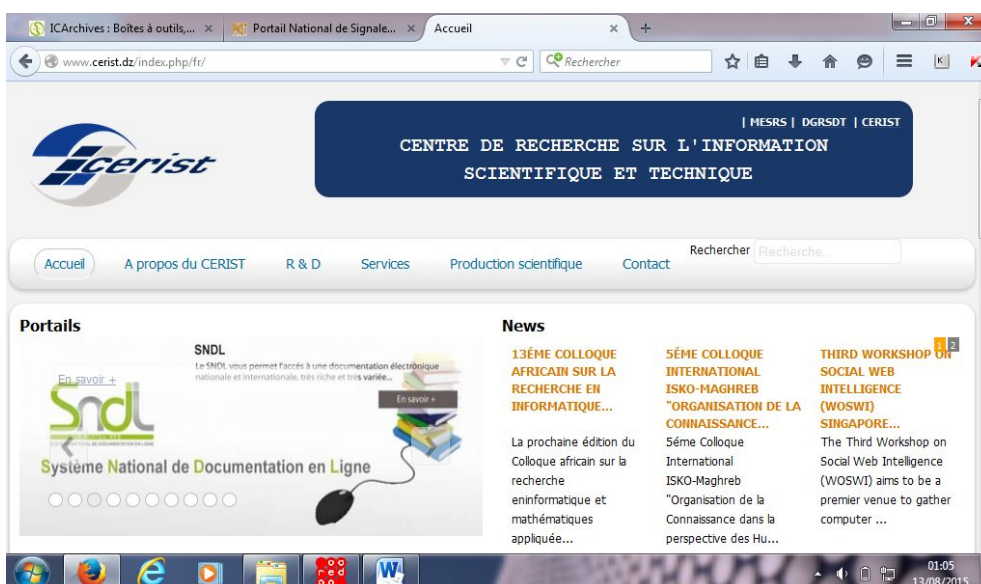 ICArchives : Boîtes à outils,...
Portail National de Signale...
Accueil
www.cerist.dz/index.php/fr/
Rechercher
| MESRS | DGRSDT | CERIST
CENTRE DE RECHERCHE SUR L'INFORMATION
SCIENTIFIQUE ET TECHNIQUE
cerist
Rechercher Recherche...
Accueil A propos du CERIST R & D Services Production scientifique Contact
Portails
SNDL
Le SNDL vous permet l'accès à une documentation électronique
nationale et internationale, très riche et très variée...
En savoir +
En savoir +
Sndl
Système National de Documentation en Ligne
News
1 2
13ÉME COLLOQUE
AFRICAIN SUR LA
RECHERCHE EN
INFORMATIQUE...
La prochaine édition du
Colloque africain sur la
recherche
eninformatique et
mathématiques
appliquée...
5ÉME COLLOQUE
INTERNATIONAL
ISKO-MAGHREB
"ORGANISATION DE LA
CONNAISSANCE...
5éme Colloque
International
ISKO-Maghreb
"Organisation de la
Connaissance dans la
perspective des Hu...
THIRD WORKSHOP ON
SOCIAL WEB
INTELLIGENCE
(WOSWI)
SINGAPORE...
The Third Workshop on
Social Web Intelligence
(WOSWI) aims to be a
premier venue to gather
computer ...
01:05
13/08/2015